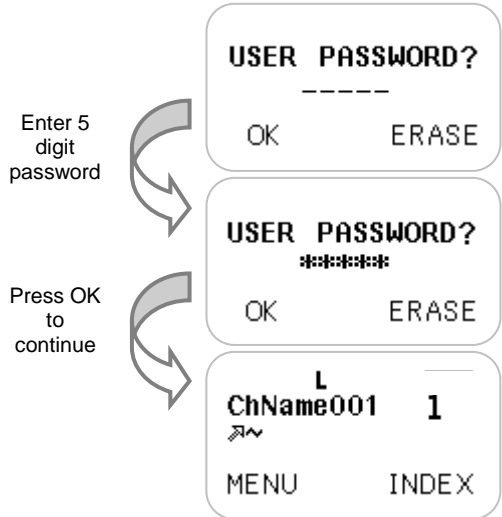 USER PASSWORD?
_ _ _ _ _
OK ERASE
Enter 5
digit
password
USER PASSWORD?
*****
OK ERASE
Press OK
to
continue
L
ChName001 1
MENU INDEX